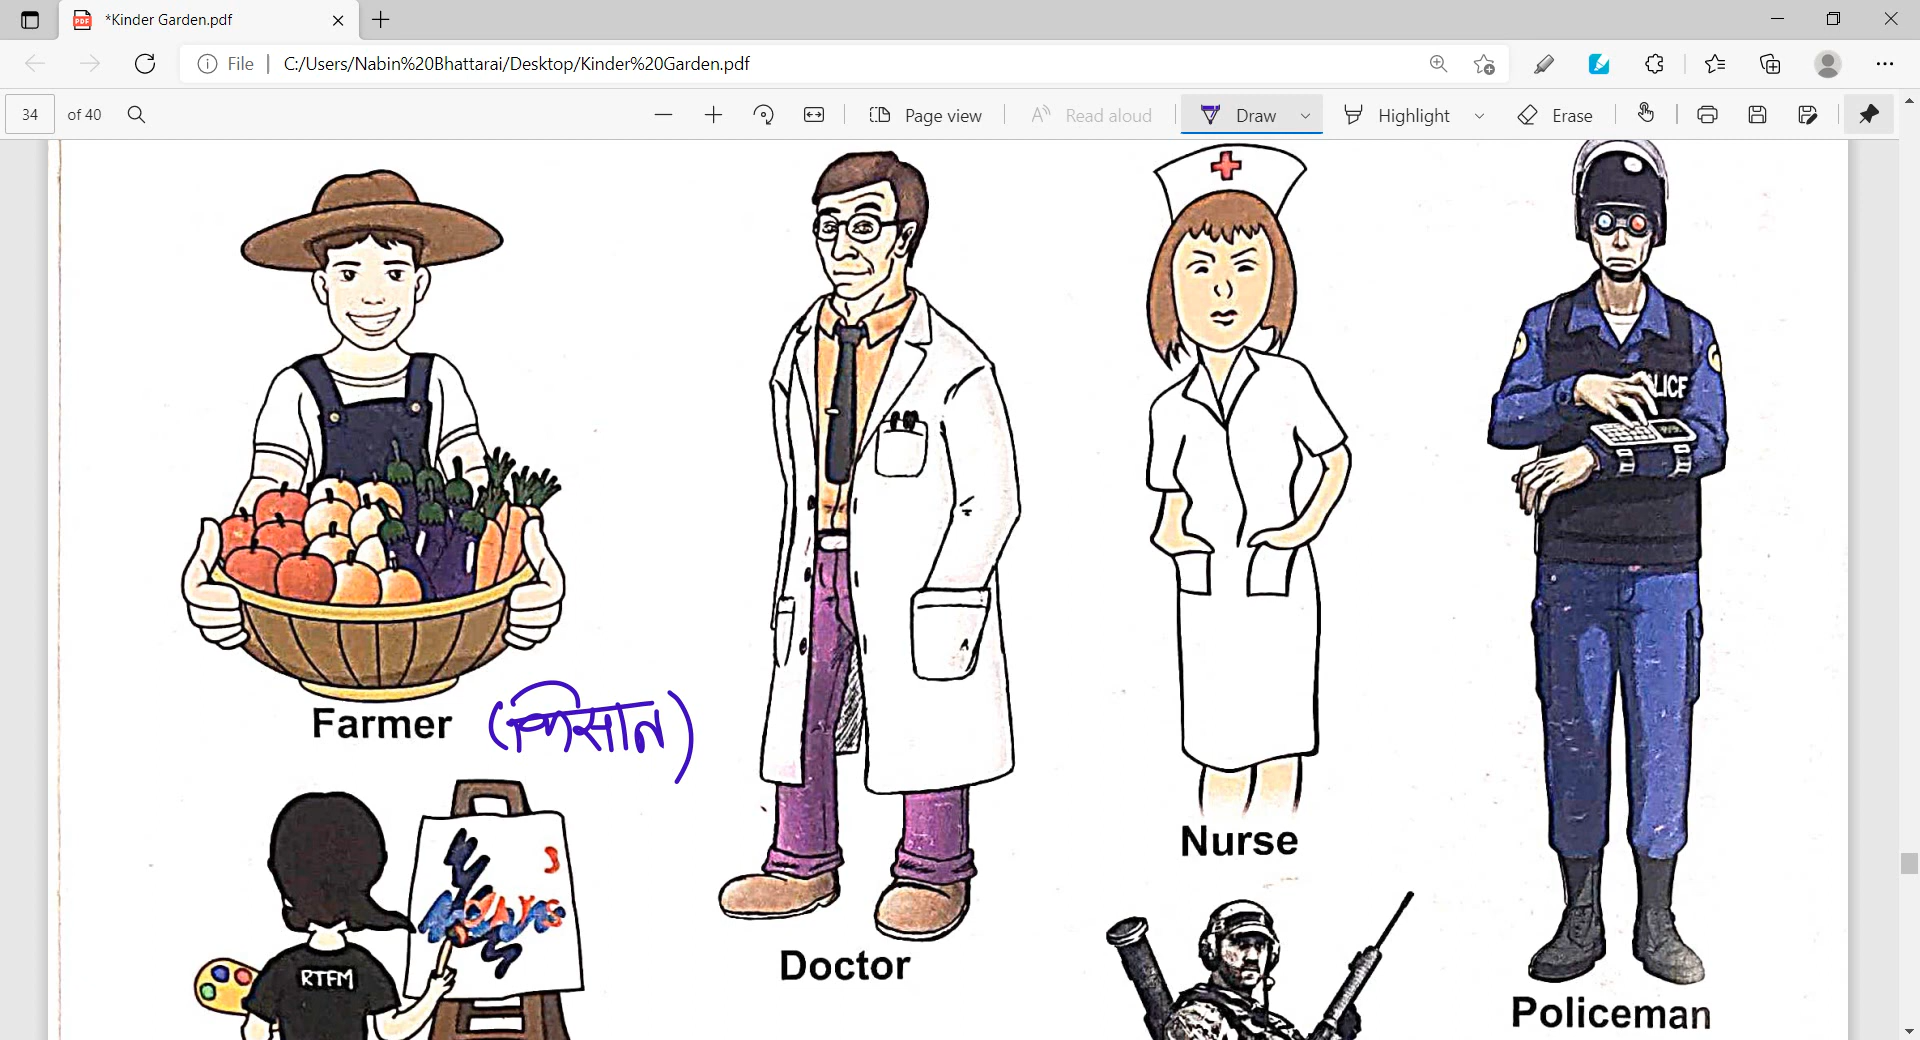 *Kinder Garden.pdf
File
C:/Users/Nabin%20Bhattarai/Desktop/Kinder%20Garden.pdf
34 of 40
Page view
Read aloud
Draw
Highlight
Erase
LICE
Farmer (किसान)
Nurse
RTFM
Doctor
Policeman